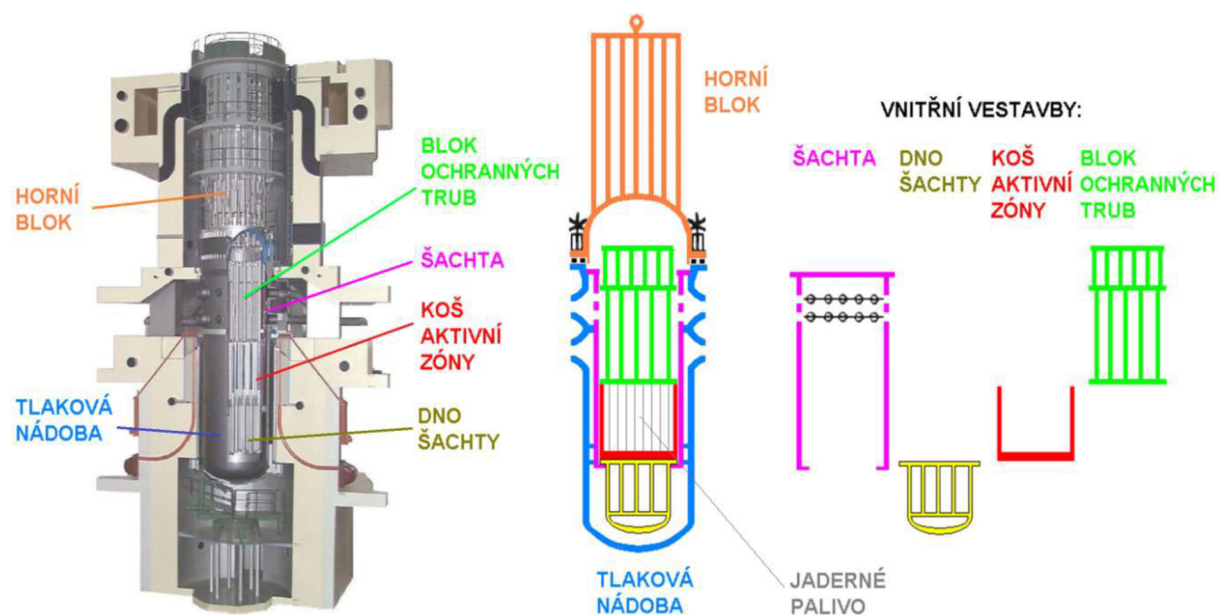 HORNÍ
BLOK
BLOK
OCHRANNÝCH
TRUB
ŠACHTA
KOŠ
AKTIVNÍ
ZÓNY
TLAKOVÁ
NÁDOBA
DNO
ŠACHTY
HORNÍ
BLOK
TLAKOVÁ
NÁDOBA
JADERNÉ
PALIVO
VNITŘNÍ VESTAVBY:
ŠACHTA
DNO
ŠACHTY
KOŠ
AKTIVNÍ
ZÓNY
BLOK
OCHRANNÝCH
TRUB